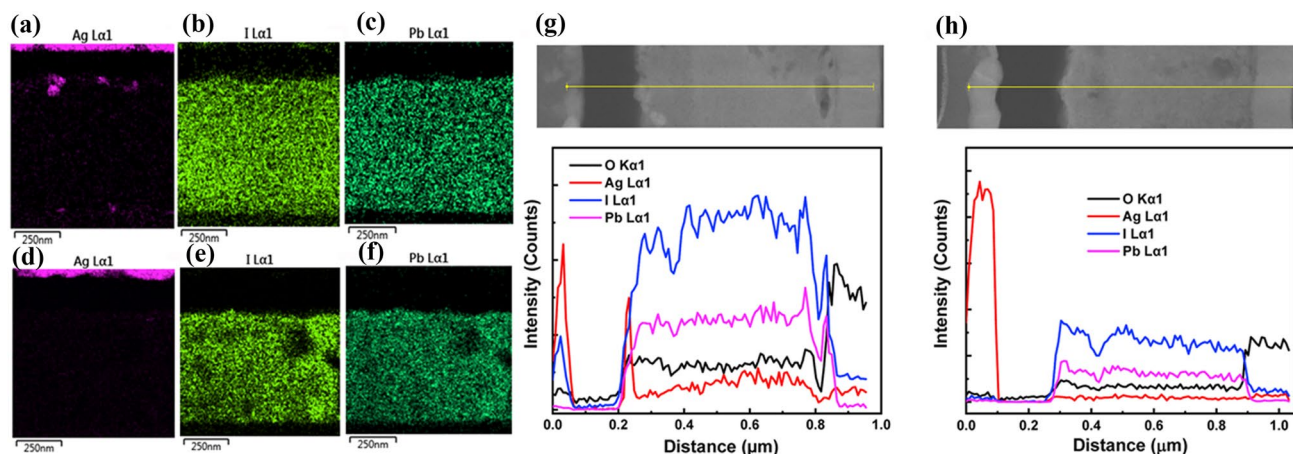 (a)
Ag Lα1
250nm
(b)
I Lα1
250nm
(c)
Pb Lα1
250nm
(d)
Ag Lα1
250nm
(e)
I Lα1
250nm
(f)
Pb Lα1
250nm
(g)
O Kα1
Ag Lα1
I Lα1
Pb Lα1
Intensity (Counts)
0.0 0.2 0.4 0.6 0.8 1.0
Distance (μm)
(h)
O Kα1
Ag Lα1
I Lα1
Pb Lα1
Intensity (Counts)
0.0 0.2 0.4 0.6 0.8 1.0
Distance (μm)